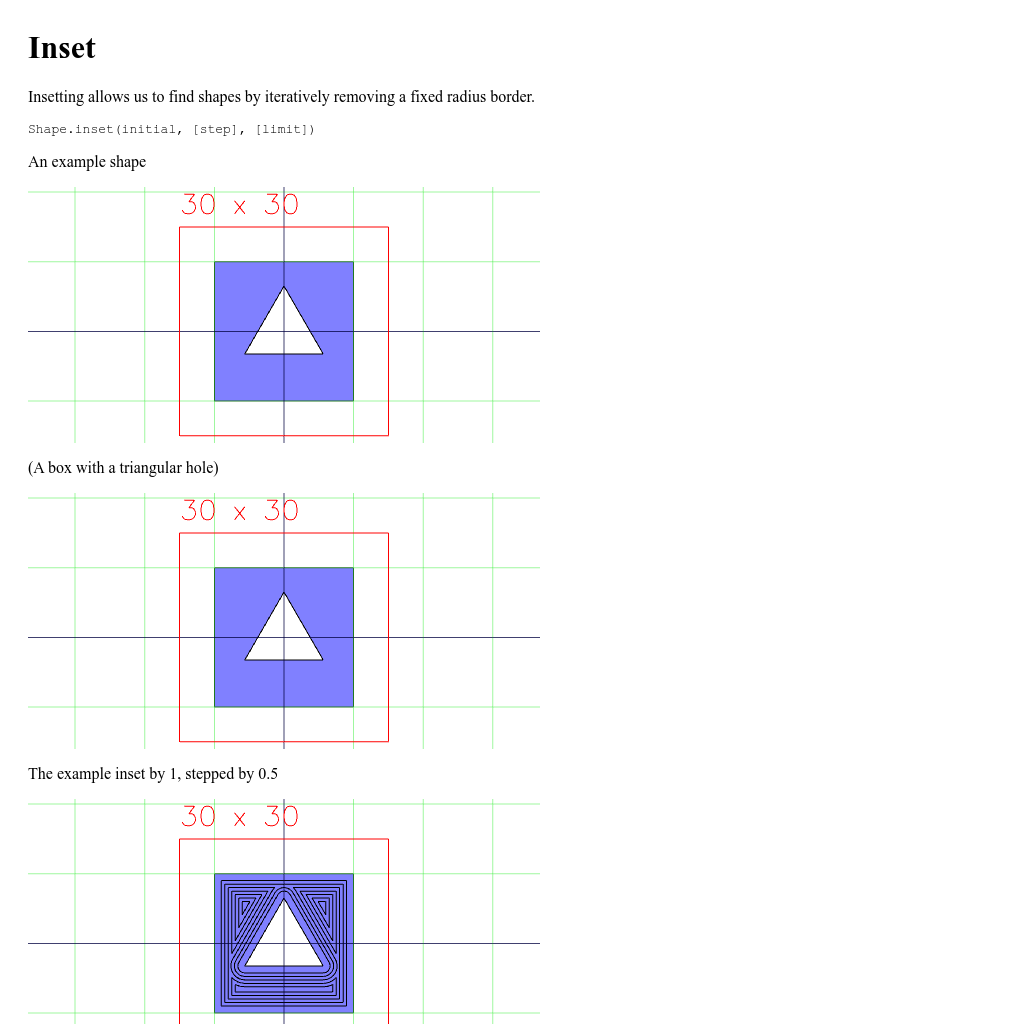 Inset
Insetting allows us to find shapes by iteratively removing a fixed radius border.
Shape.inset(initial, [step], [limit])
An example shape
30 x 30
(A box with a triangular hole)
30 x 30
The example inset by 1, stepped by 0.5
30 x 30